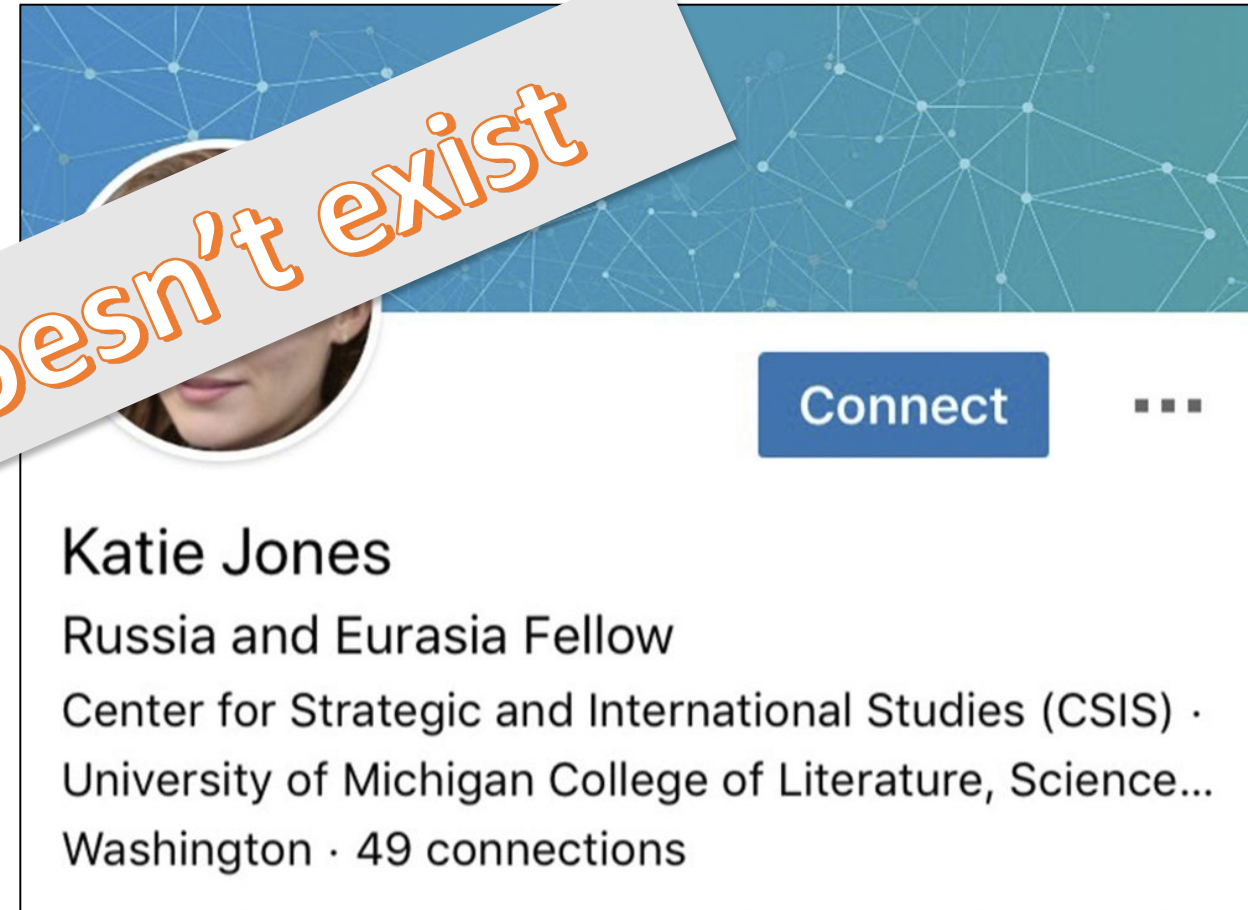 esn't exist
Connect
Katie Jones
Russia and Eurasia Fellow
Center for Strategic and International Studies (CSIS) ·
University of Michigan College of Literature, Science...
Washington · 49 connections